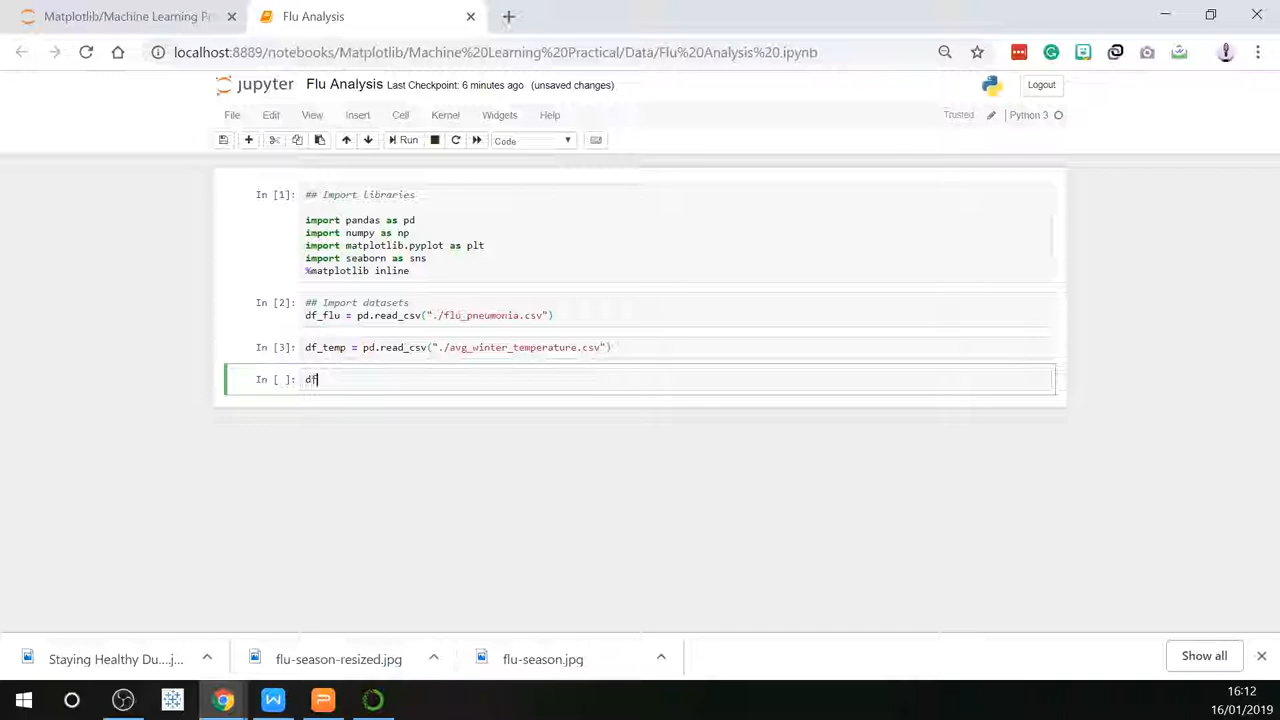 Matplotlib/Machine Learning Pr
Flu Analysis
localhost:8889/notebooks/Matplotlib/Machine%20Learning%20Practical/Data/Flu%20Analysis%20.ipynb
jupyter Flu Analysis Last Checkpoint: 6 minutes ago (unsaved changes)
Logout
File Edit View Insert Cell Kernel Widgets Help
Trusted Python 3
Run Code
In [1]: ## Import libraries
import pandas as pd
import numpy as np
import matplotlib.pyplot as plt
import seaborn as sns
%matplotlib inline
In [2]: ## Import datasets
df_flu = pd.read_csv("./flu_pneumonia.csv")
In [3]: df_temp = pd.read_csv("./avg_winter_temperature.csv")
In [ ]: df
Staying Healthy Du....j...
flu-season-resized.jpg
flu-season.jpg
Show all
16:12
16/01/2019